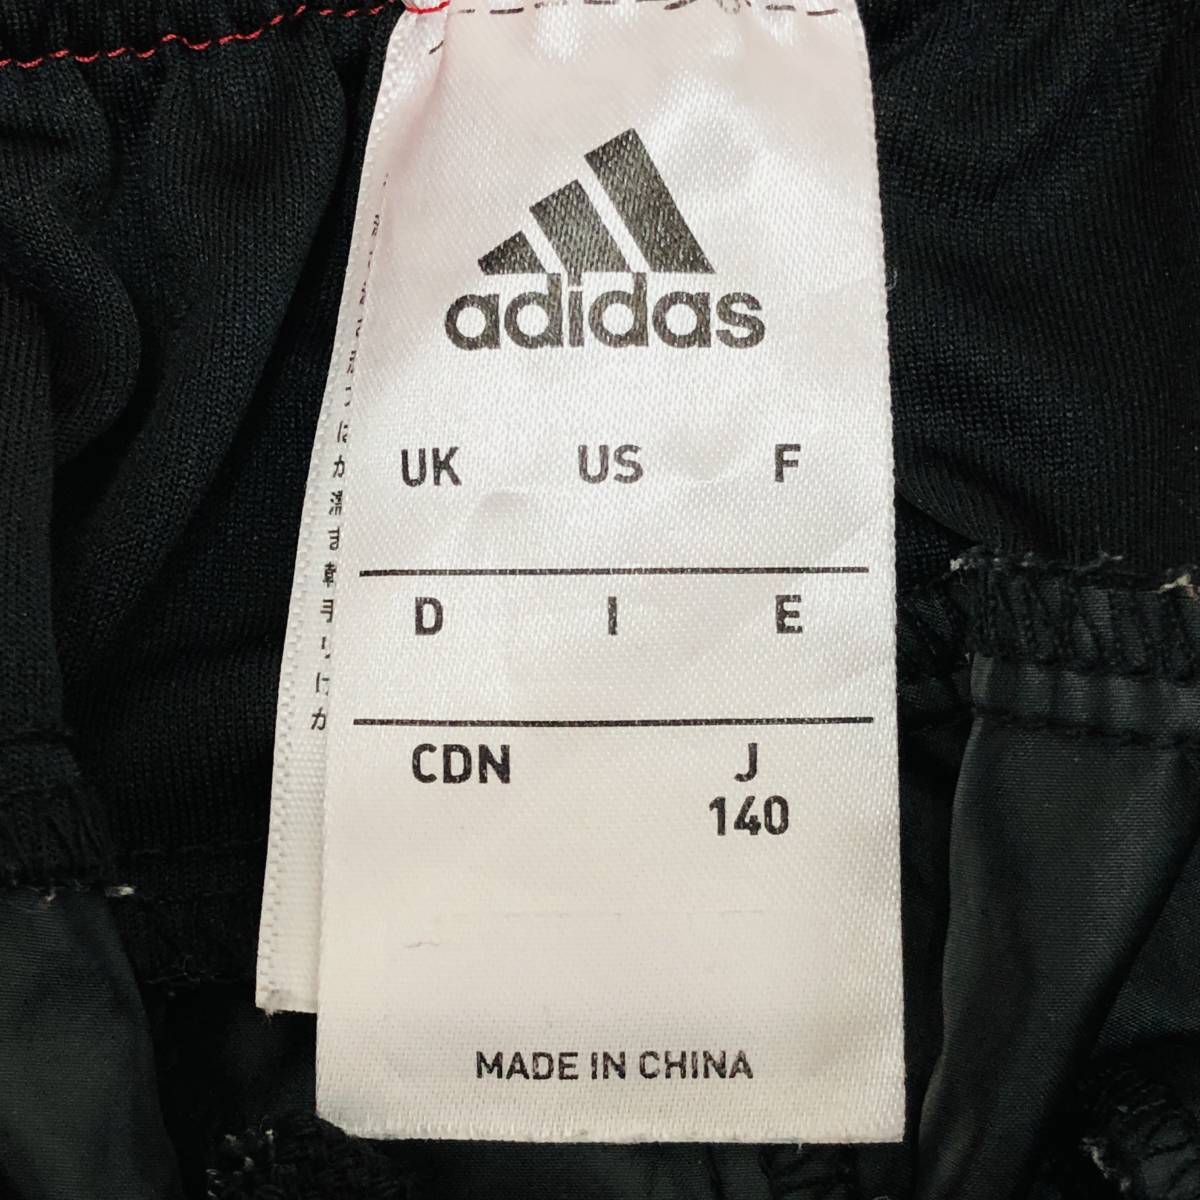 adidas
UK US F
D I E
CDN J
140
MADE IN CHINA